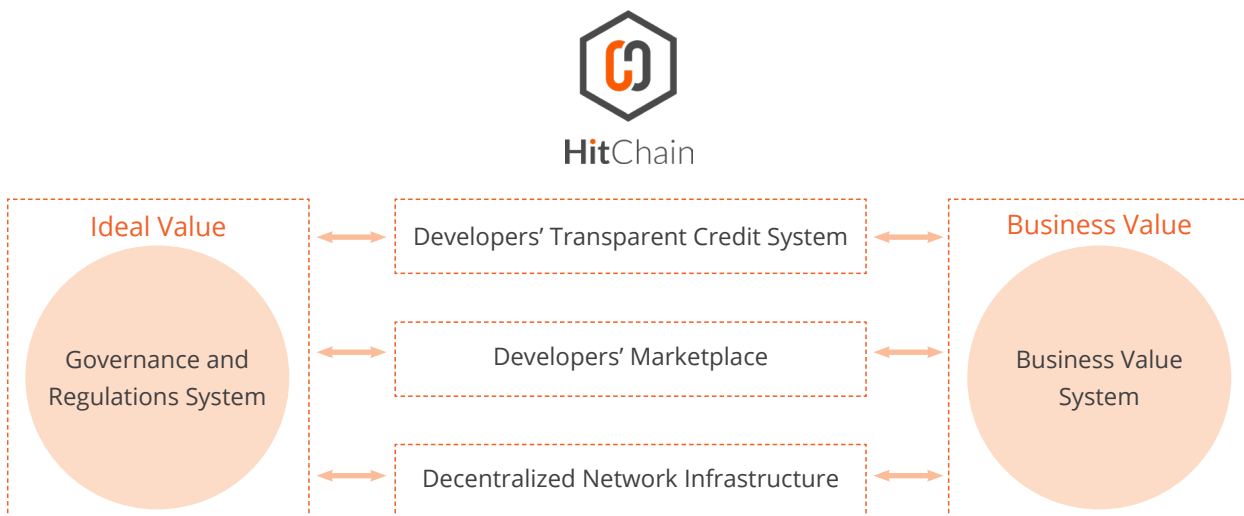 HitChain
Ideal Value
Governance and
Regulations System
Developers’ Transparent Credit System
Developers’ Marketplace
Decentralized Network Infrastructure
Business Value
Business Value
System